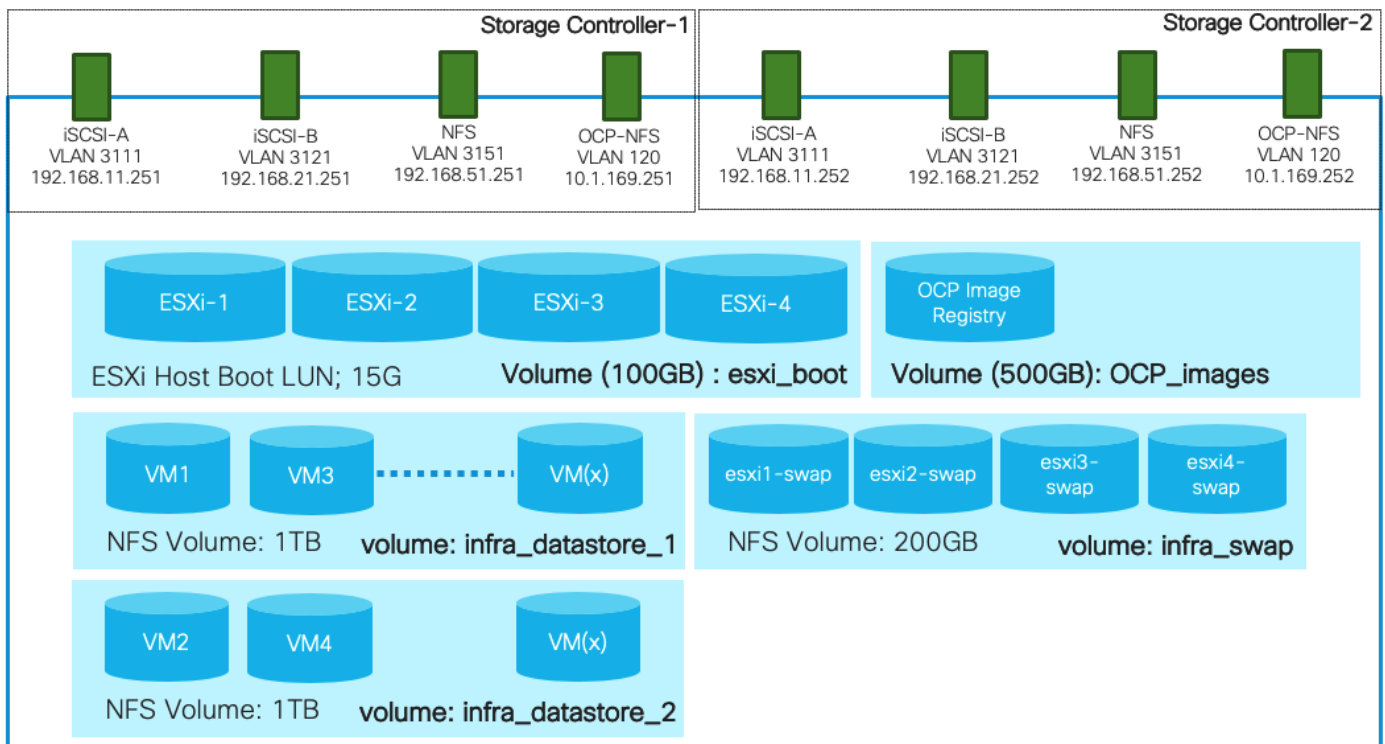 Storage Controller-1
iSCSI-A
VLAN 3111
192.168.11.251
iSCSI-B
VLAN 3121
192.168.21.251
NFS
VLAN 3151
192.168.51.251
OCP-NFS
VLAN 120
10.1.169.251
Storage Controller-2
iSCSI-A
VLAN 3111
192.168.11.252
iSCSI-B
VLAN 3121
192.168.21.252
NFS
VLAN 3151
192.168.51.252
OCP-NFS
VLAN 120
10.1.169.252
ESXi-1
ESXi-2
ESXi-3
ESXi-4
ESXi Host Boot LUN; 15G
Volume (100GB) : esxi_boot
OCP Image
Registry
Volume (500GB): OCP_images
VM1
VM3
VM(x)
NFS Volume: 1TB
volume: infra_datastore_1
esxi1-swap
esxi2-swap
esxi3-
swap
esxi4-
swap
NFS Volume: 200GB
volume: infra_swap
VM2
VM4
VM(x)
NFS Volume: 1TB
volume: infra_datastore_2